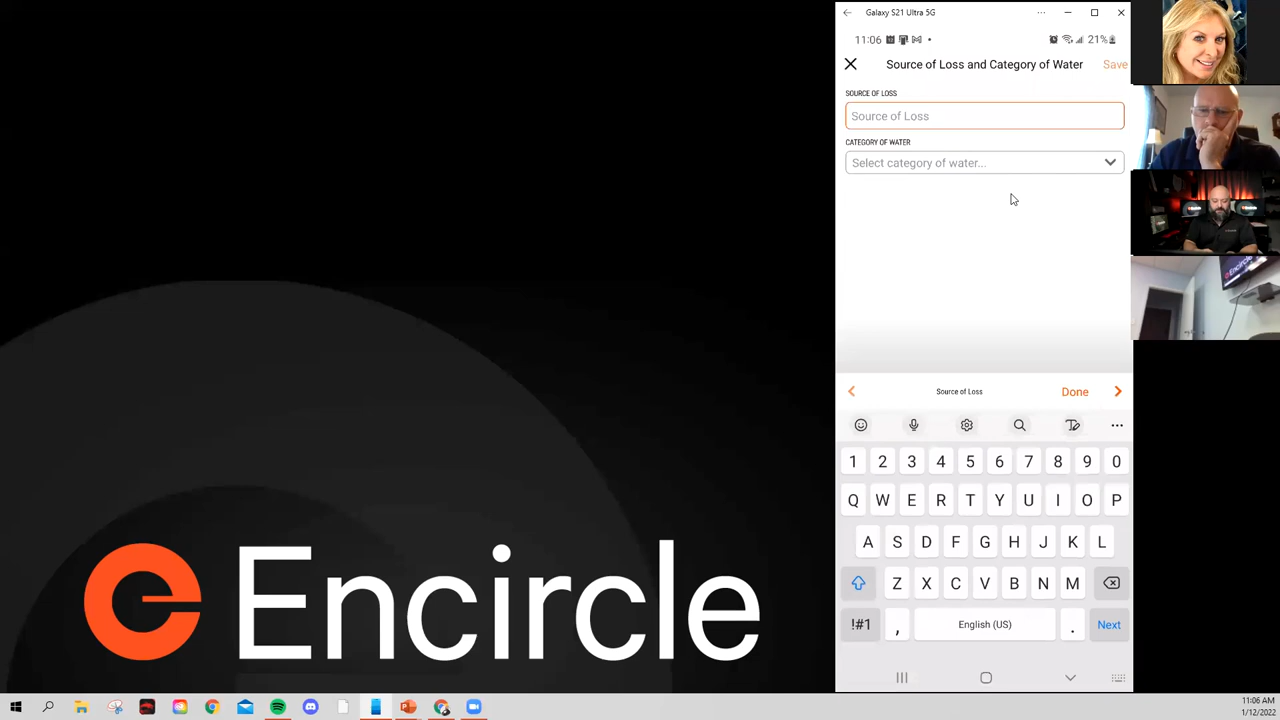 Galaxy S21 Ultra 5G
11:06
21%
Source of Loss and Category of Water
Save
SOURCE OF LOSS
Source of Loss
CATEGORY OF WATER
Select category of water...
Source of Loss
Done
1 2 3 4 5 6 7 8 9 0
Q W E R T Y U I O P
A S D F G H J K L
Z X C V B N M
!#1 , English (US) . Next
Encircle
Encircle
11:06 AM
1/12/2022